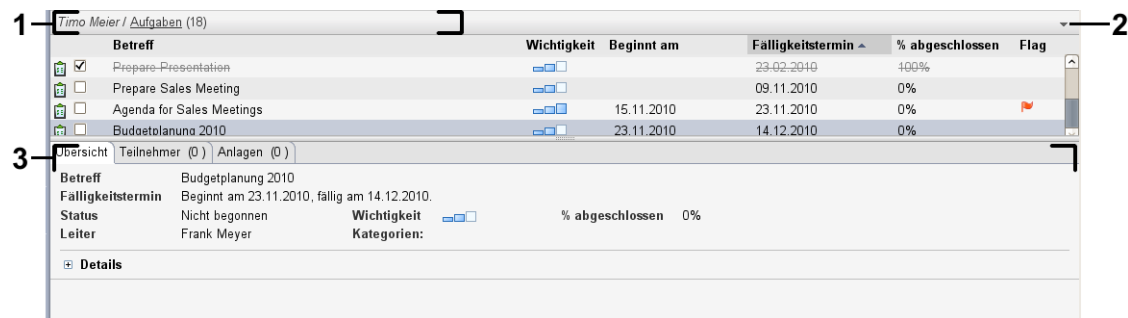 1 Timo Meier / Aufgaben (18) 2
Betreff Wichtigkeit Beginnt am Fälligkeitstermin % abgeschlossen Flag
Prepare Presentation 23.02.2010 100%
Prepare Sales Meeting 09.11.2010 0%
Agenda for Sales Meetings 15.11.2010 23.11.2010 0%
Budgetplanung 2010 23.11.2010 14.12.2010 0%
3 Übersicht Teilnehmer (0 ) Anlagen (0 )
Betreff Budgetplanung 2010
Fälligkeitstermin Beginnt am 23.11.2010, fällig am 14.12.2010.
Status Nicht begonnen Wichtigkeit % abgeschlossen 0%
Leiter Frank Meyer Kategorien:
Details